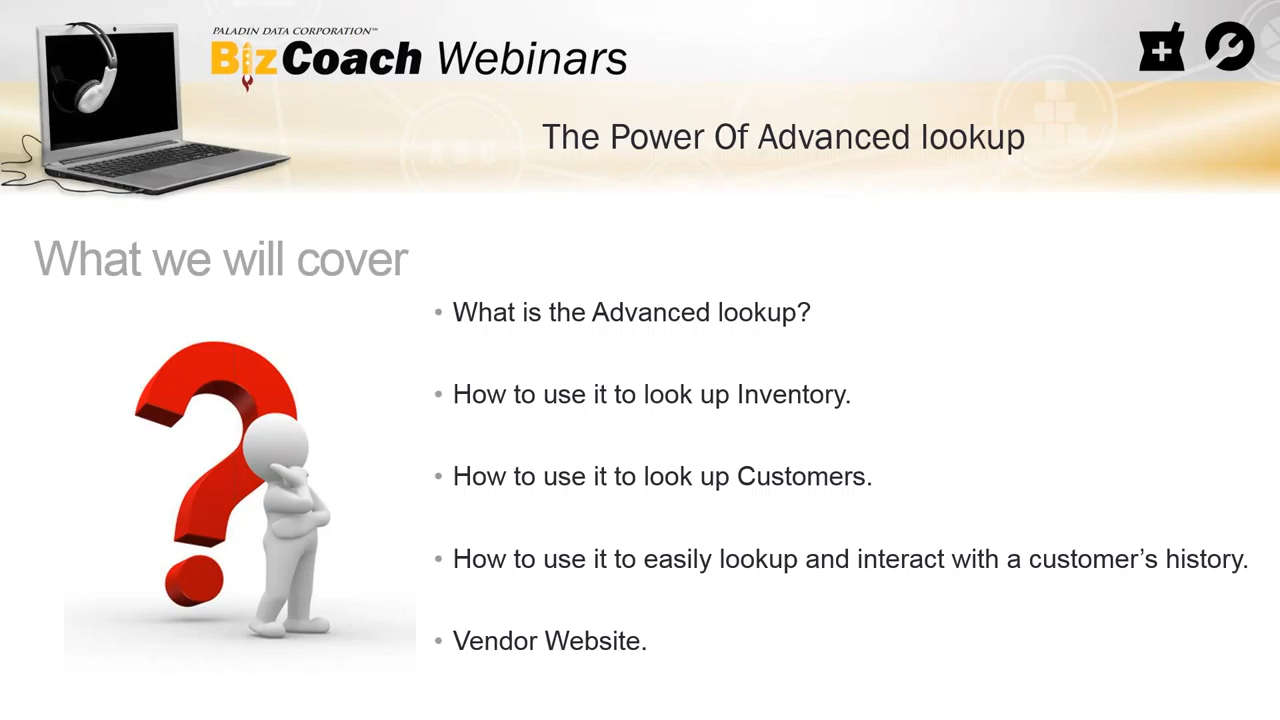 PALADIN DATA CORPORATION™
BizCoach Webinars
The Power Of Advanced lookup
What we will cover
• What is the Advanced lookup?
• How to use it to look up Inventory.
• How to use it to look up Customers.
• How to use it to easily lookup and interact with a customer’s history.
• Vendor Website.